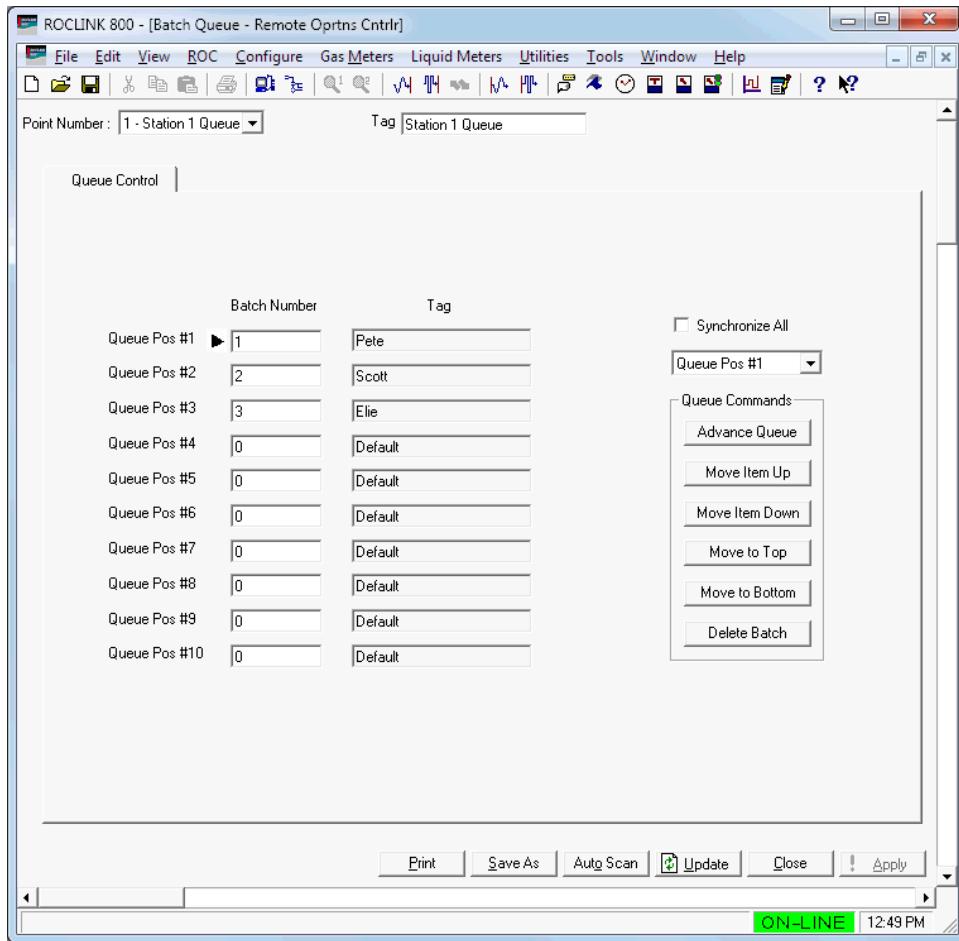 ROCLINK 800 - [Batch Queue - Remote Oprtns Cntrlr]
File Edit View ROC Configure Gas Meters Liquid Meters Utilities Tools Window Help
Point Number : 1 - Station 1 Queue Tag Station 1 Queue
Queue Control
Batch Number Tag
Queue Pos #1 1 Pete
Queue Pos #2 2 Scott
Queue Pos #3 3 Elie
Queue Pos #4 0 Default
Queue Pos #5 0 Default
Queue Pos #6 0 Default
Queue Pos #7 0 Default
Queue Pos #8 0 Default
Queue Pos #9 0 Default
Queue Pos #10 0 Default
Synchronize All
Queue Pos #1
Queue Commands
Advance Queue
Move Item Up
Move Item Down
Move to Top
Move to Bottom
Delete Batch
Print Save As Auto Scan Update Close ! Apply
ON-LINE 12:49 PM